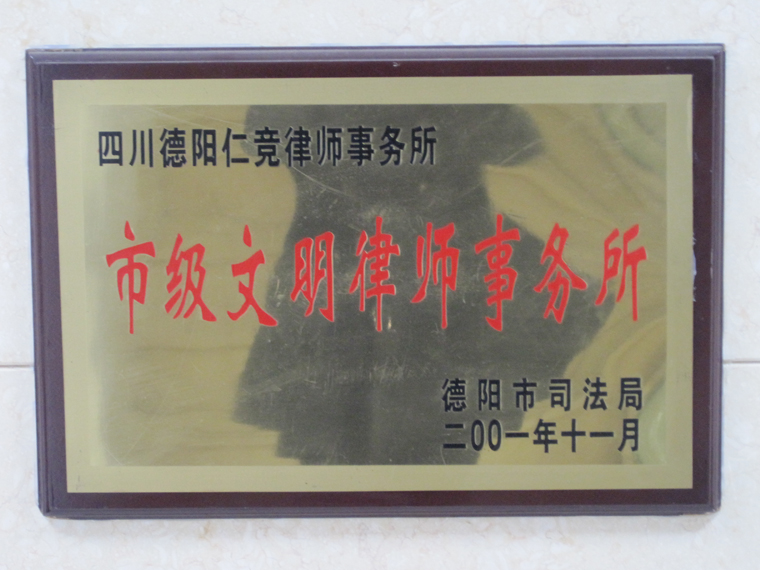 四川德阳仁竞律师事务所
市级文明律师事务所
德阳市司法局
二00一年十一月